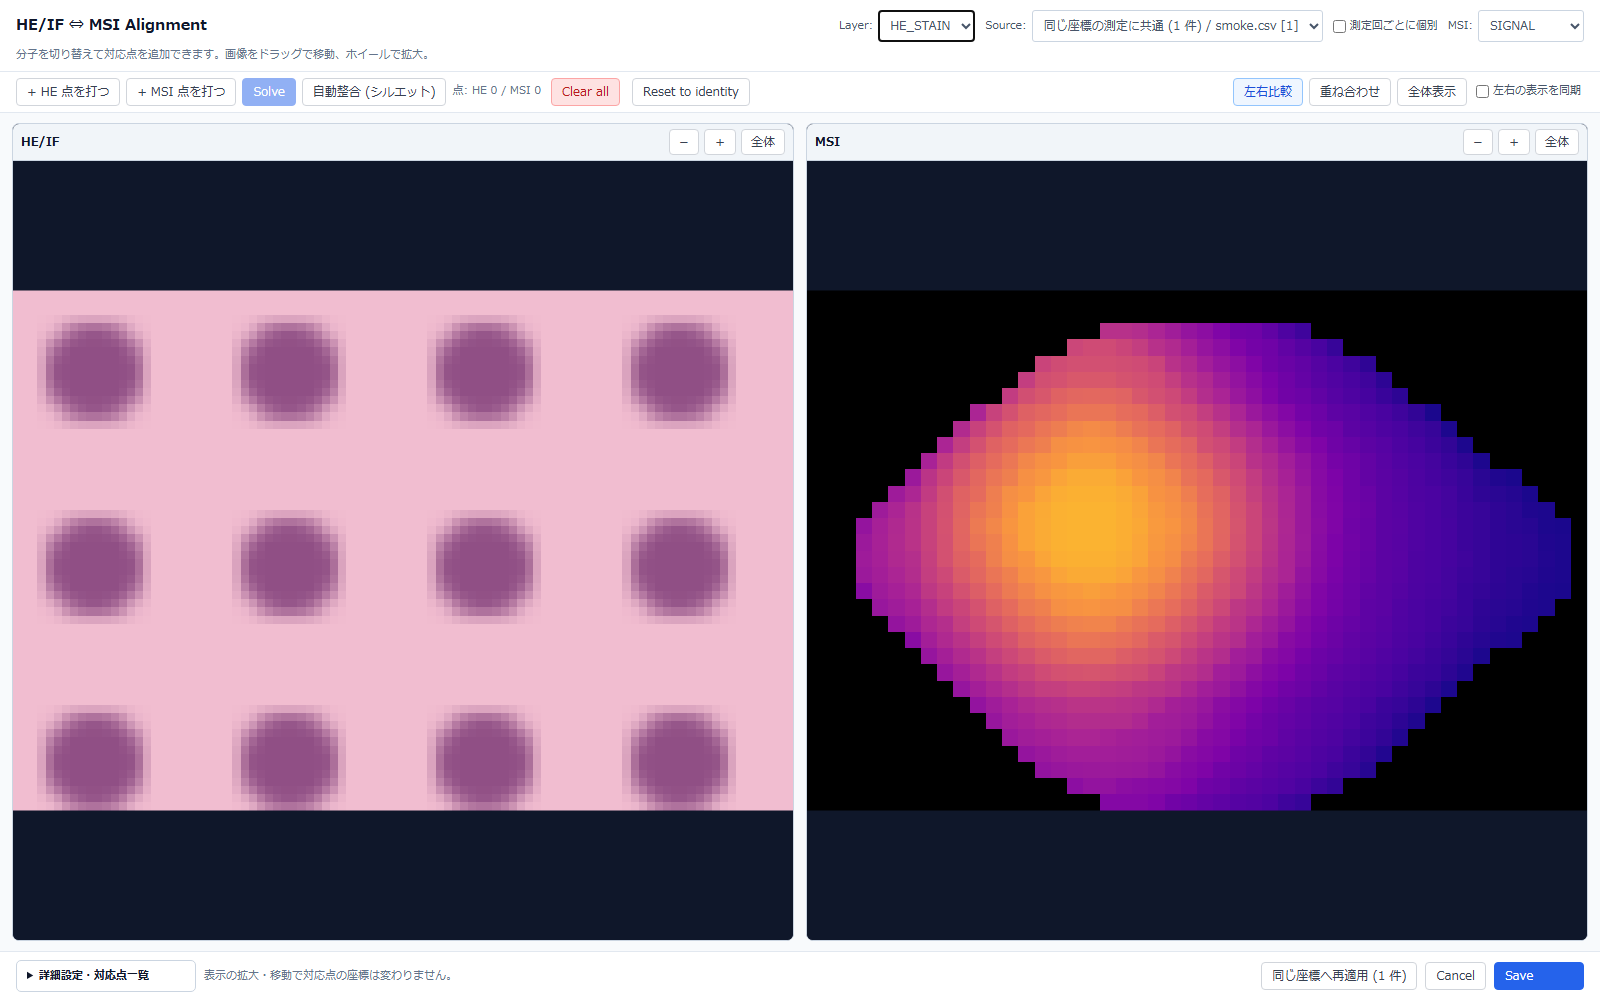 HE/IF ⇔ MSI Alignment
Layer: HE_STAIN Source: 同じ座標の測定に共通 (1 件) / smoke.csv [1] 測定回ごとに個別 MSI: SIGNAL
分子を切り替えて対応点を追加できます。画像をドラッグで移動、ホイールで拡大。
+ HE 点を打つ + MSI 点を打つ Solve 自動整合 (シルエット) 点: HE 0 / MSI 0 Clear all Reset to identity 左右比較 重ね合わせ 全体表示 左右の表示を同期
HE/IF − + 全体
MSI − + 全体
▶ 詳細設定・対応点一覧 表示の拡大・移動で対応点の座標は変わりません。 同じ座標へ再適用 (1 件) Cancel Save